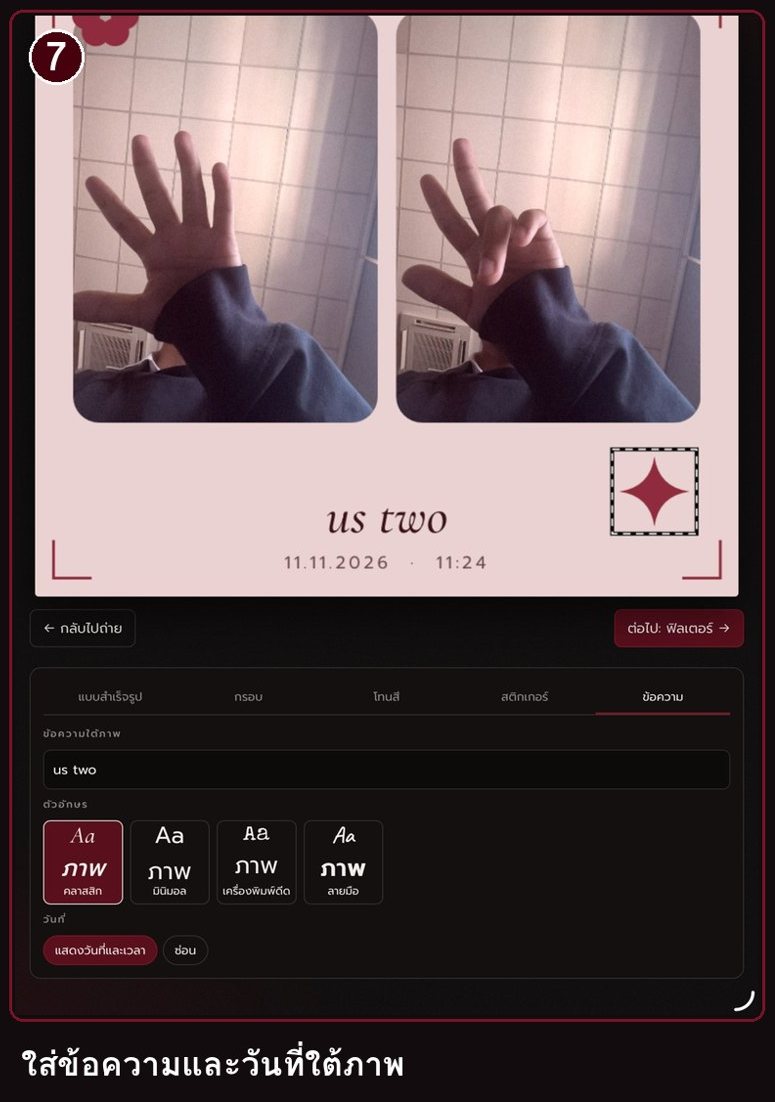 7
us two
11.11.2026 · 11:24
← กลับไปถ่าย
ต่อไป: ฟิลเตอร์ →
แบบสำเร็จรูป กรอบ โทนสี สติกเกอร์ ข้อความ
ข้อความใต้ภาพ
us two
ตัวอักษร
Aa Aa Aa Aa
ภาพ ภาพ ภาพ ภาพ
คลาสสิก มินิมอล เครื่องพิมพ์ดีด ลายมือ
วันที่
แสดงวันที่และเวลา ซ่อน
ใส่ข้อความและวันที่ใต้ภาพ